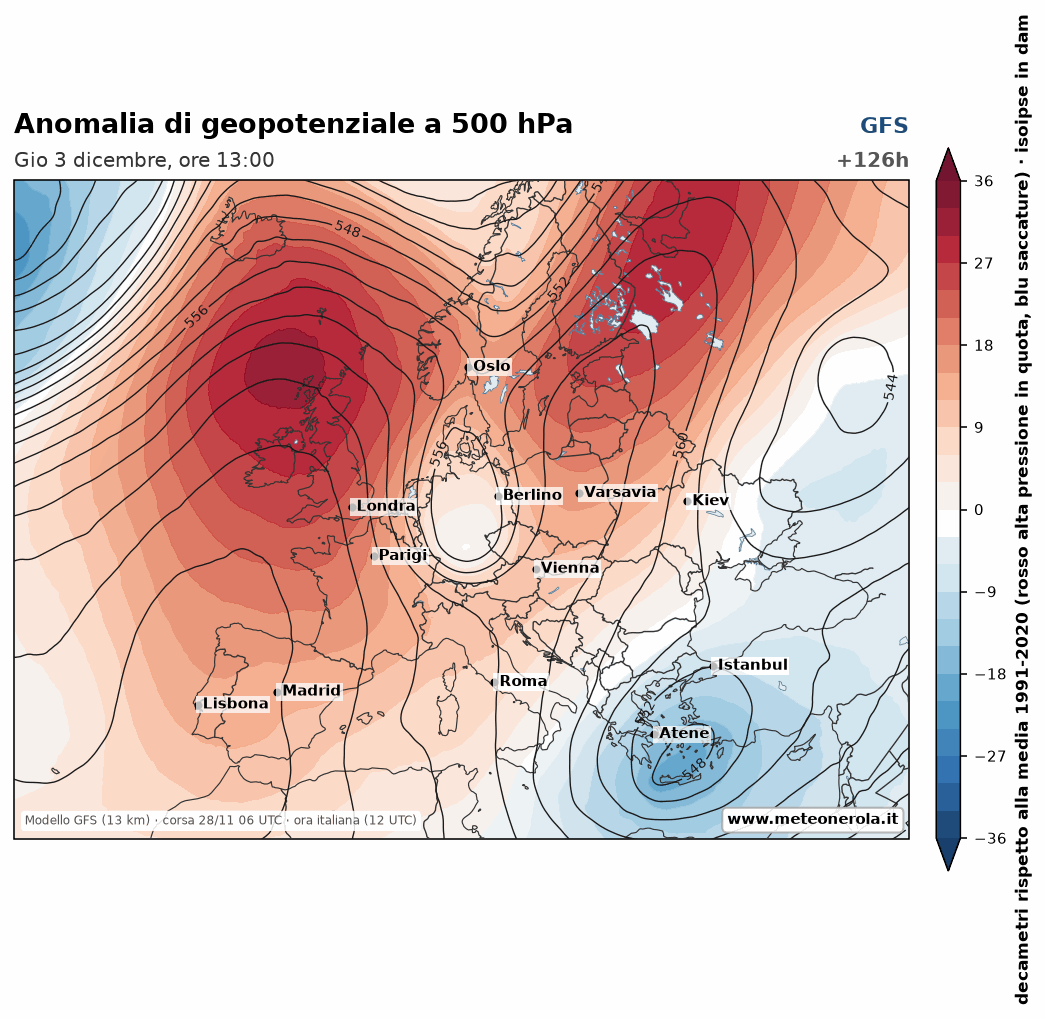 Anomalia di geopotenziale a 500 hPa
GFS
Gio 3 dicembre, ore 13:00
+126h
548
552
556
544
556
560
Oslo
Londra
Berlino
Varsavia
Kiev
Parigi
Vienna
Roma
Istanbul
Madrid
Lisbona
Atene
552
548
Modello GFS (13 km) · corsa 28/11 06 UTC · ora italiana (12 UTC)
www.meteonerola.it
36
27
18
9
0
−9
−18
−27
−36
decametri rispetto alla media 1991-2020 (rosso alta pressione in quota, blu saccature) · isoipse in dam